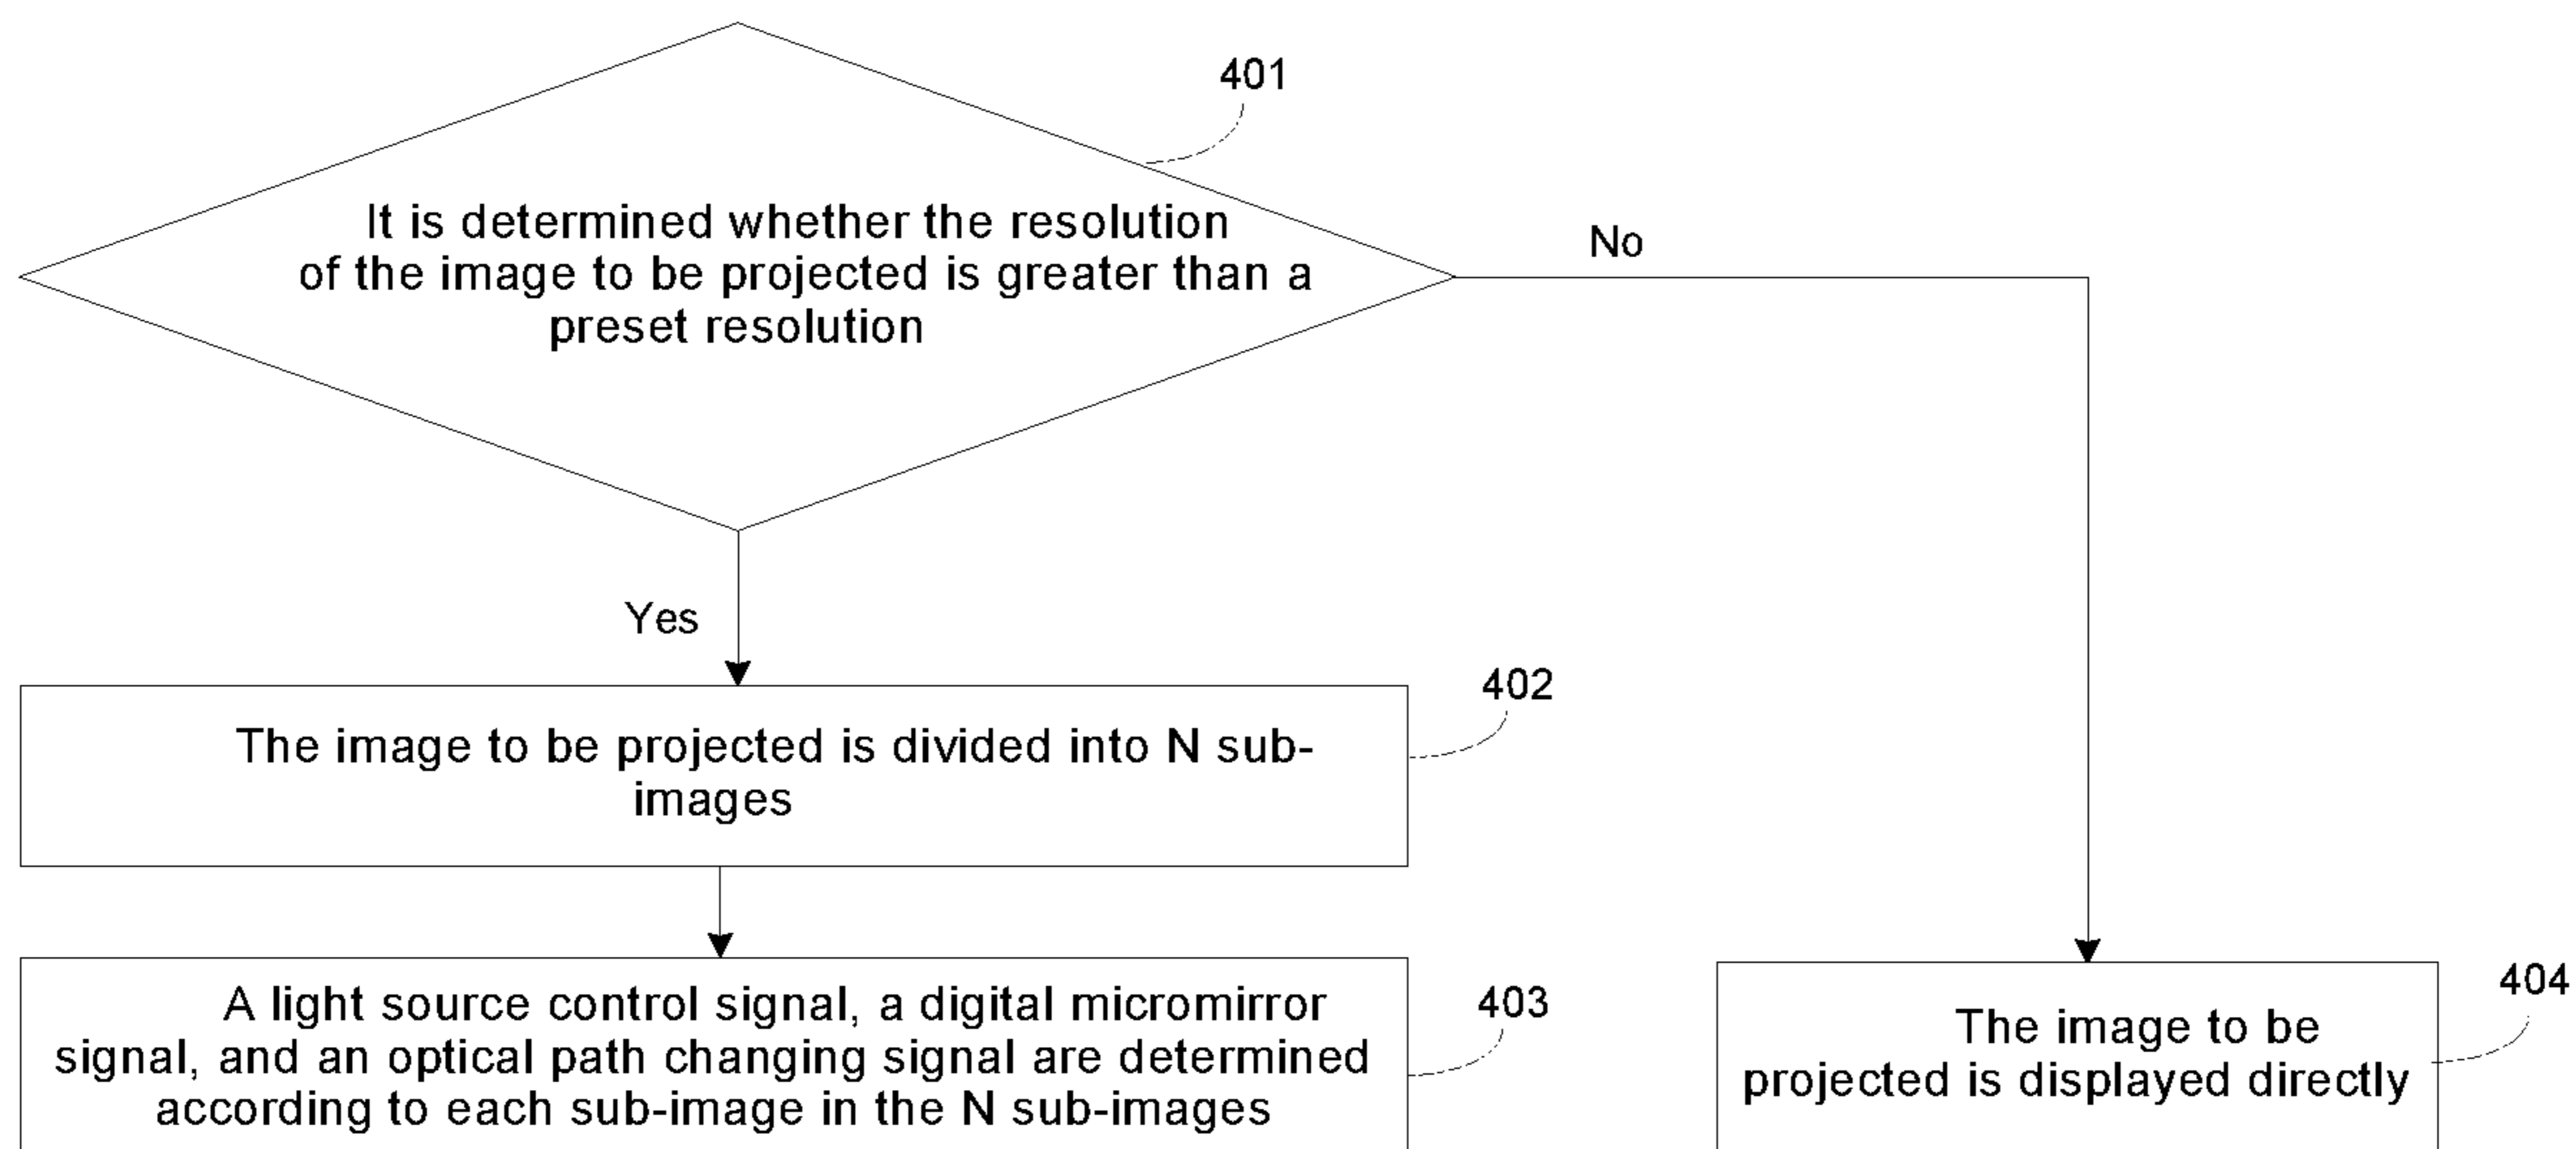 401
It is determined whether the resolution
of the image to be projected is greater than a
preset resolution
No
Yes
402
The image to be projected is divided into N sub-
images
403
A light source control signal, a digital micromirror
signal, and an optical path changing signal are determined
according to each sub-image in the N sub-images
404
The image to be
projected is displayed directly